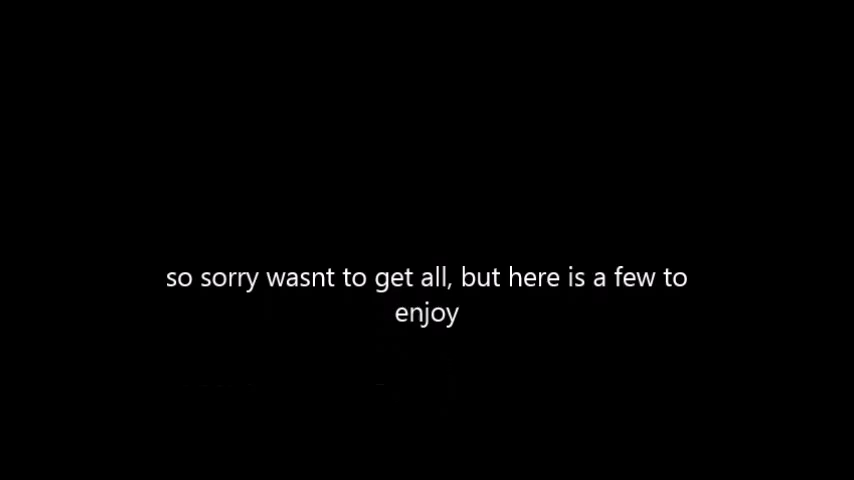 so sorry wasnt to get all, but here is a few to
enjoy